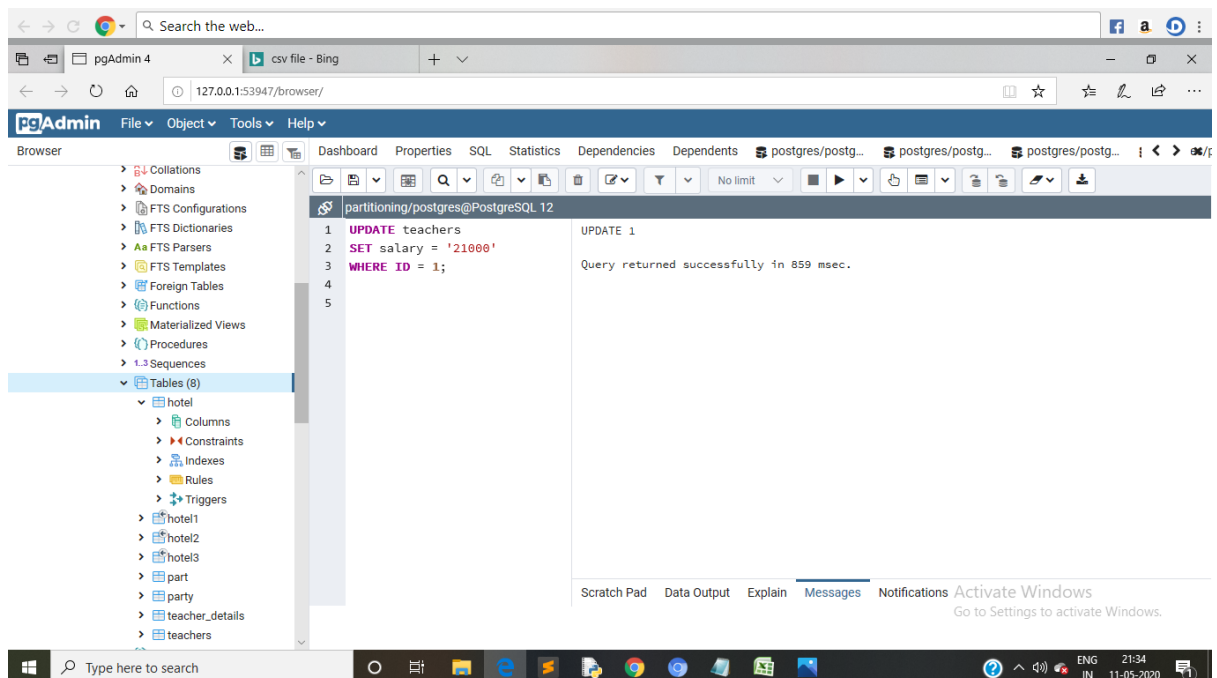 Search the web...
pgAdmin 4
csv file - Bing
127.0.0.1:53947/browser/
pgAdmin File Object Tools Help
Browser
Dashboard Properties SQL Statistics Dependencies Dependents postgres/postg... postgres/postg... postgres/postg...
No limit
partitioning/postgres@PostgreSQL 12
Collations
Domains
FTS Configurations
FTS Dictionaries
Aa FTS Parsers
FTS Templates
Foreign Tables
Functions
Materialized Views
Procedures
1..3 Sequences
Tables (8)
hotel
Columns
Constraints
Indexes
Rules
Triggers
hotel1
hotel2
hotel3
part
party
teacher_details
teachers
1 UPDATE teachers
2 SET salary = '21000'
3 WHERE ID = 1;
4
5
UPDATE 1
Query returned successfully in 859 msec.
Scratch Pad Data Output Explain Messages Notifications
Activate Windows
Go to Settings to activate Windows.
Type here to search
ENG
IN
21:34
11-05-2020